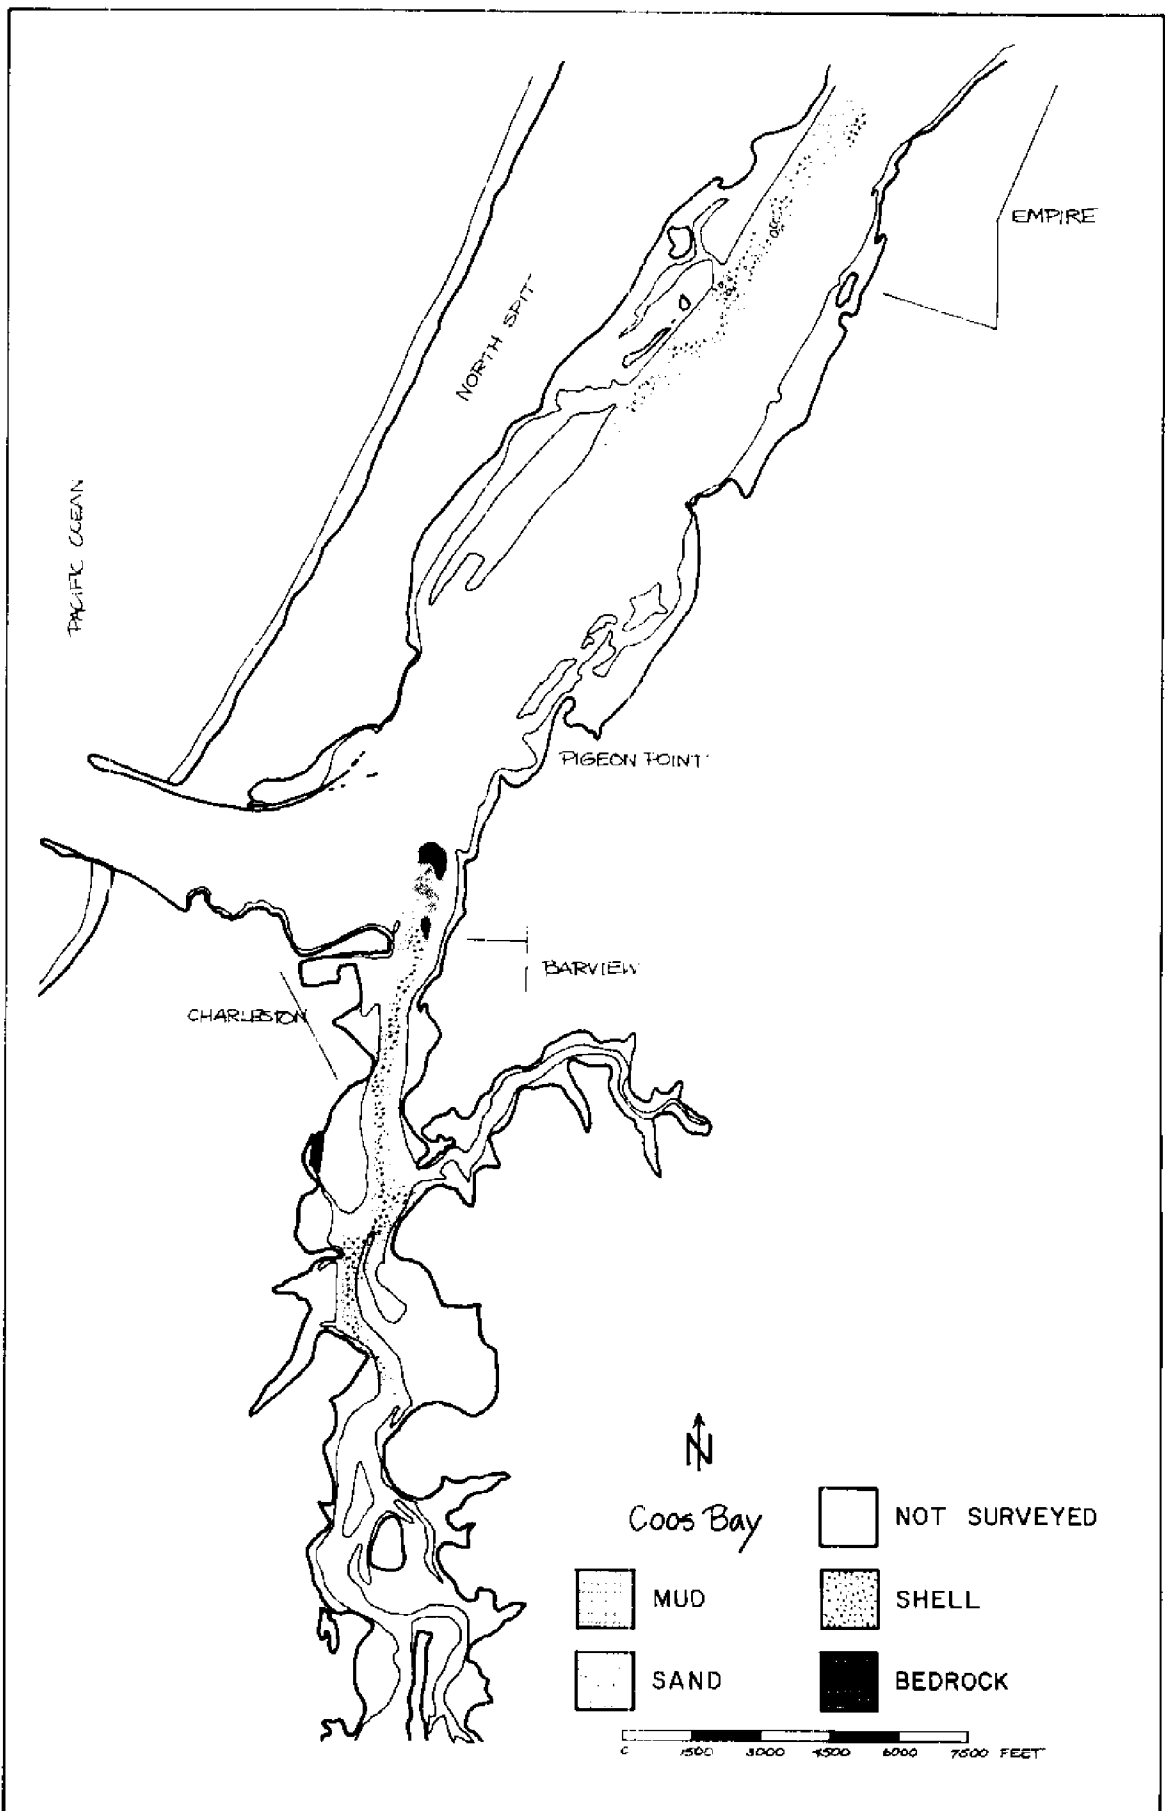 EMPIRE
NORTH SPIT
PACIFIC OCEAN
PIGEON POINT
BARVIEW
CHARLESTON
N
Coos Bay
NOT SURVEYED
MUD
SHELL
SAND
BEDROCK
0 1500 3000 4500 6000 7500 FEET